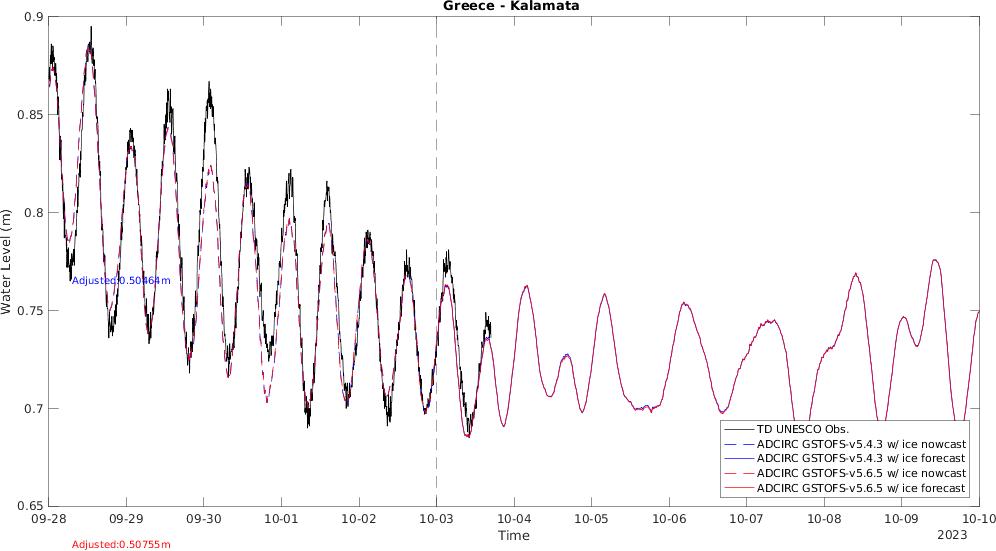 Greece - Kalamata
0.9
0.85
0.8
0.75
0.7
0.65
Water Level (m)
Adjusted:0.50464m
TD UNESCO Obs.
ADCIRC GSTOFS-v5.4.3 w/ ice nowcast
ADCIRC GSTOFS-v5.4.3 w/ ice forecast
ADCIRC GSTOFS-v5.6.5 w/ ice nowcast
ADCIRC GSTOFS-v5.6.5 w/ ice forecast
09-28 09-29 09-30 10-01 10-02 10-03 10-04 10-05 10-06 10-07 10-08 10-09 10-10
Time
2023
Adjusted:0.50755m